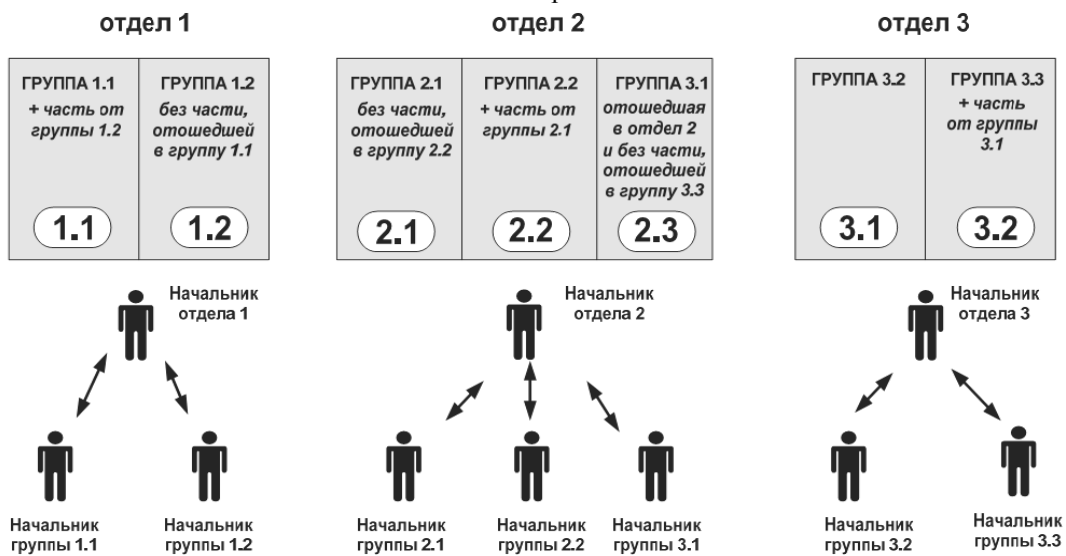 отдел 1
отдел 2
отдел 3
ГРУППА 1.1
+ часть от
группы 1.2
1.1
ГРУППА 1.2
без части,
отошедшей
в группу 1.1
1.2
ГРУППА 2.1
без части,
отошедшей
в группу 2.2
2.1
ГРУППА 2.2
+ часть от
группы 2.1
2.2
ГРУППА 3.1
отошедшая
в отдел 2
и без части,
отошедшей
в группу 3.3
2.3
ГРУППА 3.2
3.1
ГРУППА 3.3
+ часть
от группы
3.1
3.2
Начальник
отдела 1
Начальник
отдела 2
Начальник
отдела 3
Начальник
группы 1.1
Начальник
группы 1.2
Начальник
группы 2.1
Начальник
группы 2.2
Начальник
группы 3.1
Начальник
группы 3.2
Начальник
группы 3.3